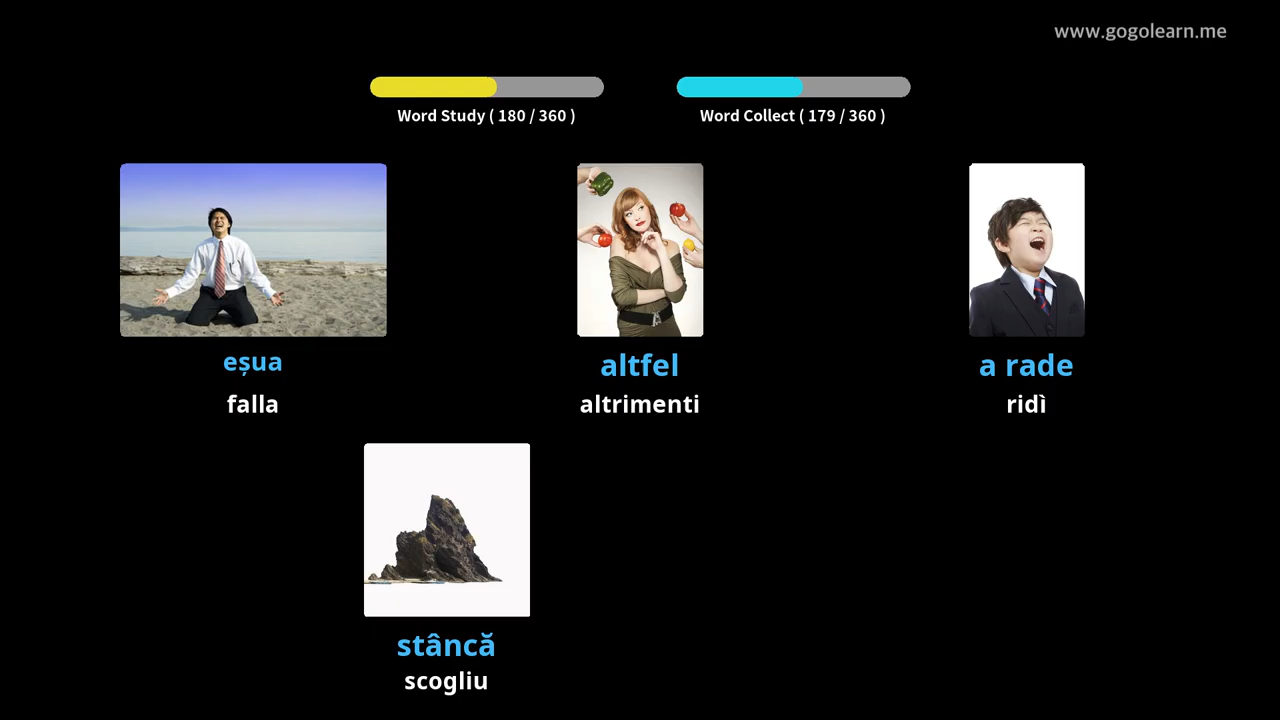 www.gogolearn.me
Word Study ( 180 / 360 )
Word Collect ( 179 / 360 )
eșua
altfel
a rade
falla
altrimenti
ridì
stâncă
scogliu